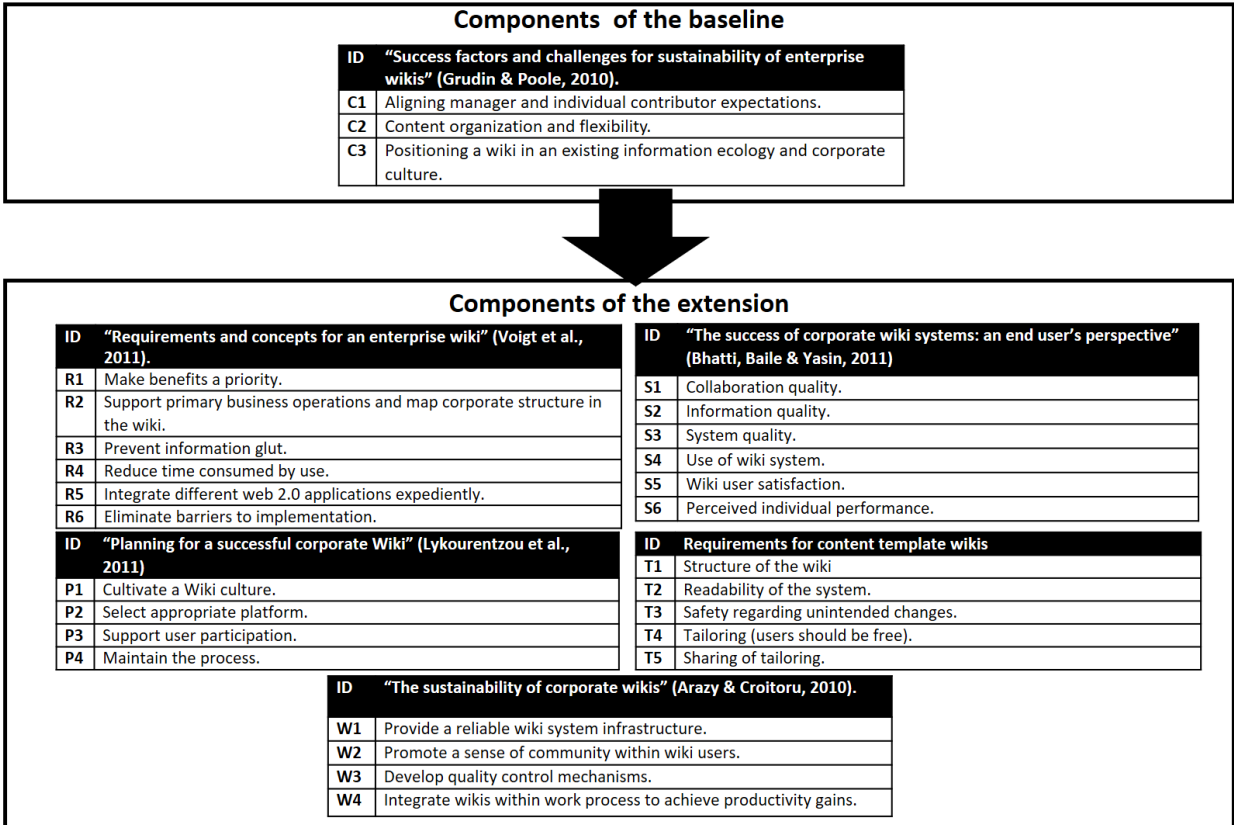 Components of the baseline
ID “Success factors and challenges for sustainability of enterprise
wikis” (Grudin & Poole, 2010).
C1 Aligning manager and individual contributor expectations.
C2 Content organization and flexibility.
C3 Positioning a wiki in an existing information ecology and corporate
culture.
Components of the extension
ID “Requirements and concepts for an enterprise wiki” (Voigt et al.,
2011).
R1 Make benefits a priority.
R2 Support primary business operations and map corporate structure in
the wiki.
R3 Prevent information glut.
R4 Reduce time consumed by use.
R5 Integrate different web 2.0 applications expediently.
R6 Eliminate barriers to implementation.
ID “The success of corporate wiki systems: an end user’s perspective”
(Bhatti, Baile & Yasin, 2011)
S1 Collaboration quality.
S2 Information quality.
S3 System quality.
S4 Use of wiki system.
S5 Wiki user satisfaction.
S6 Perceived individual performance.
ID “Planning for a successful corporate Wiki” (Lykourentzou et al.,
2011)
P1 Cultivate a Wiki culture.
P2 Select appropriate platform.
P3 Support user participation.
P4 Maintain the process.
ID Requirements for content template wikis
T1 Structure of the wiki
T2 Readability of the system.
T3 Safety regarding unintended changes.
T4 Tailoring (users should be free).
T5 Sharing of tailoring.
ID “The sustainability of corporate wikis” (Arazy & Croitoru, 2010).
W1 Provide a reliable wiki system infrastructure.
W2 Promote a sense of community within wiki users.
W3 Develop quality control mechanisms.
W4 Integrate wikis within work process to achieve productivity gains.